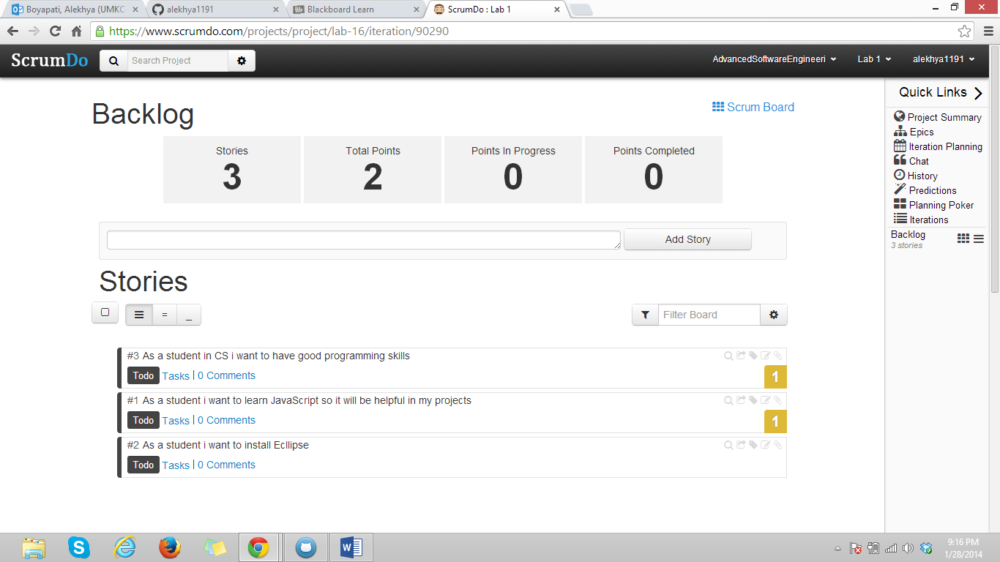 Boyapati, Alekhya (UMKC
alekhya1191
Blackboard Learn
ScrumDo : Lab 1
https://www.scrumdo.com/projects/project/lab-16/iteration/90290
ScrumDo
Search Project
AdvancedSoftwareEngineeri
Lab 1
alekhya1191
Quick Links
Project Summary
Epics
Iteration Planning
Chat
History
Predictions
Planning Poker
Iterations
Backlog
3 stories
Backlog
Scrum Board
Stories
3
Total Points
2
Points In Progress
0
Points Completed
0
Add Story
Stories
= _
Filter Board
#3 As a student in CS i want to have good programming skills
Todo Tasks | 0 Comments
1
#1 As a student i want to learn JavaScript so it will be helpful in my projects
Todo Tasks | 0 Comments
1
#2 As a student i want to install Ecllipse
Todo Tasks | 0 Comments
9:16 PM
1/28/2014